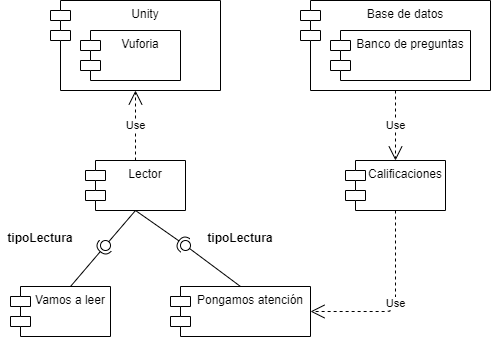 Unity
Base de datos
Vuforia
Banco de preguntas
Use
Use
Lector
Calificaciones
tipoLectura
tipoLectura
Vamos a leer
Pongamos atención
Use